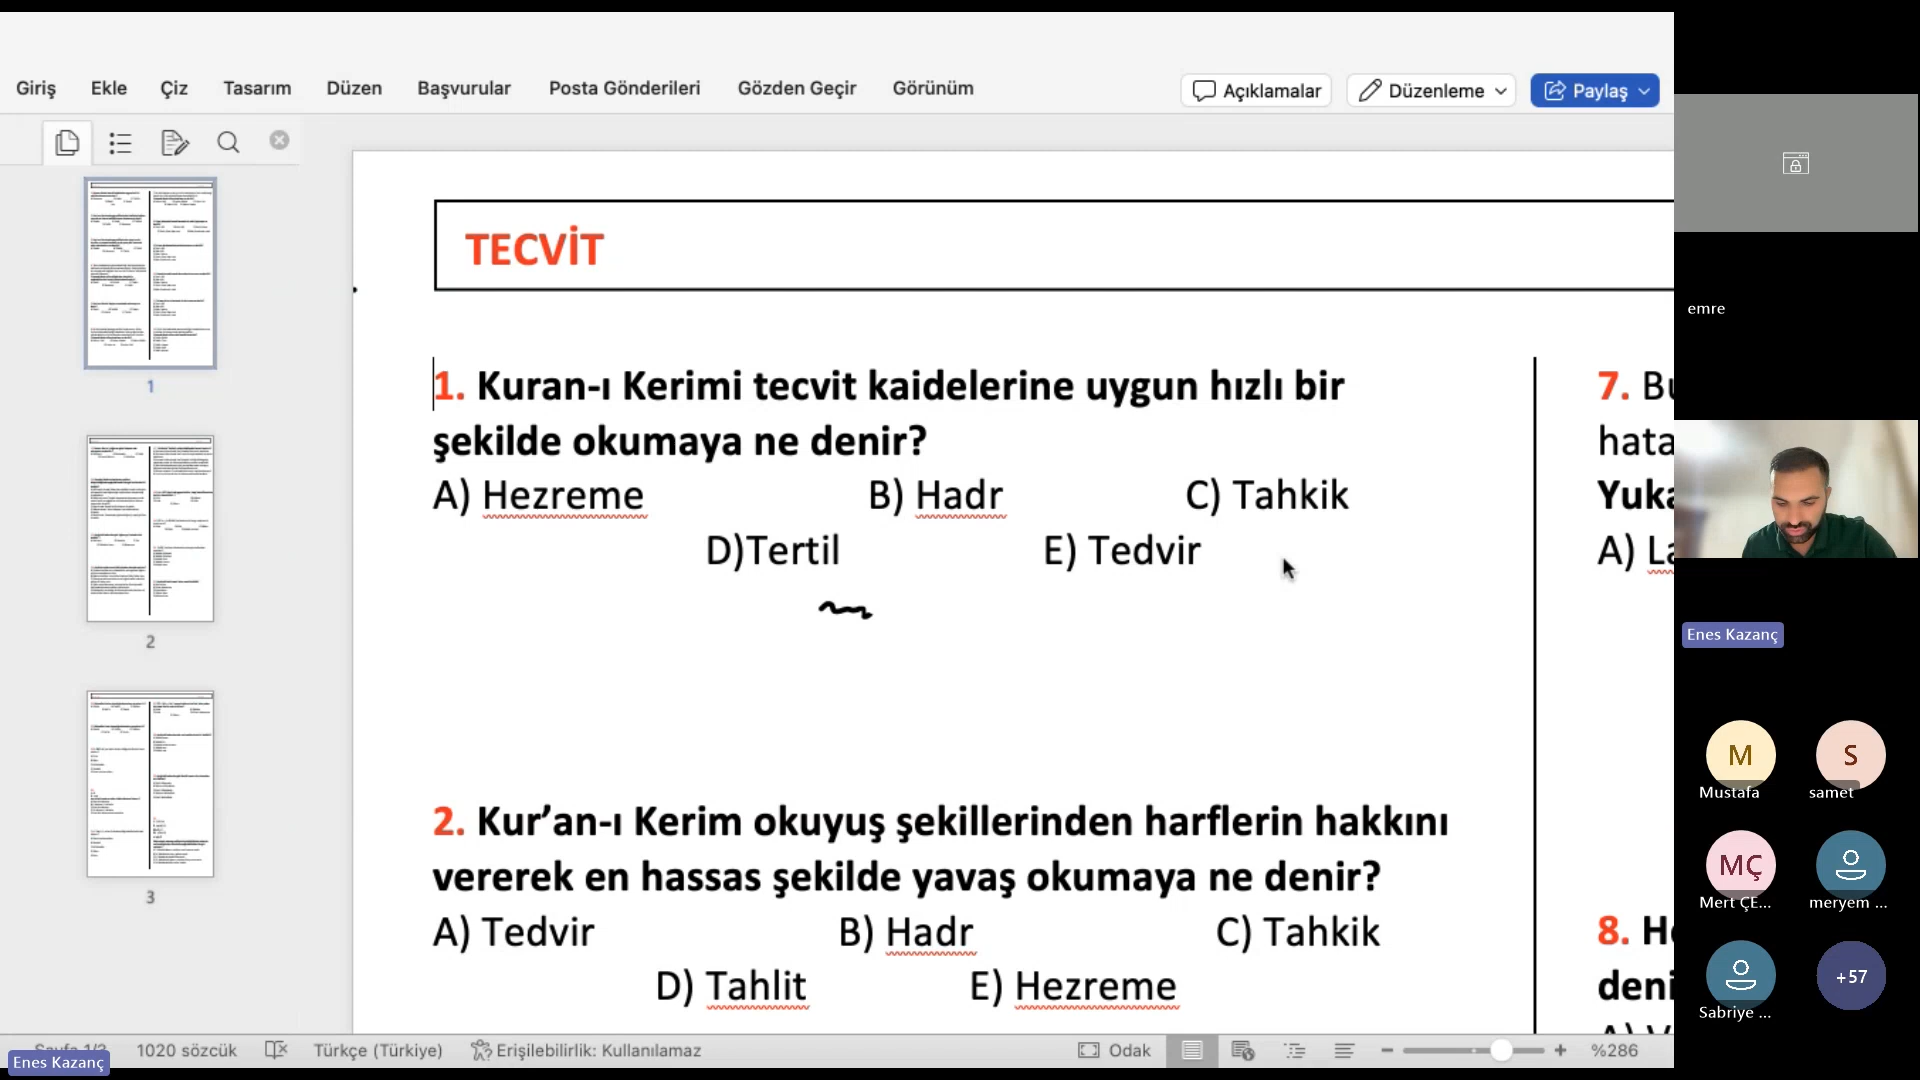 Giriş Ekle Çiz Tasarım Düzen Başvurular Posta Gönderileri Gözden Geçir Görünüm Açıklamalar Düzenleme Paylaş
TECVİT
1. Kuran-ı Kerimi tecvit kaidelerine uygun hızlı bir
şekilde okumaya ne denir?
A) Hezreme B) Hadr C) Tahkik
D)Tertil E) Tedvir
2. Kur’an-ı Kerim okuyuş şekillerinden harflerin hakkını
vererek en hassas şekilde yavaş okumaya ne denir?
A) Tedvir B) Hadr C) Tahkik
D) Tahlit E) Hezreme
7.
hata
A)
8.
deni
1
2
3
1020 sözcük Türkçe (Türkiye) Erişilebilirlik: Kullanılamaz Odak %286
Enes Kazanç
emre
Enes Kazanç
M S
Mustafa samet
MÇ
Mert ÇE... meryem ...
+57
Sabriye ...